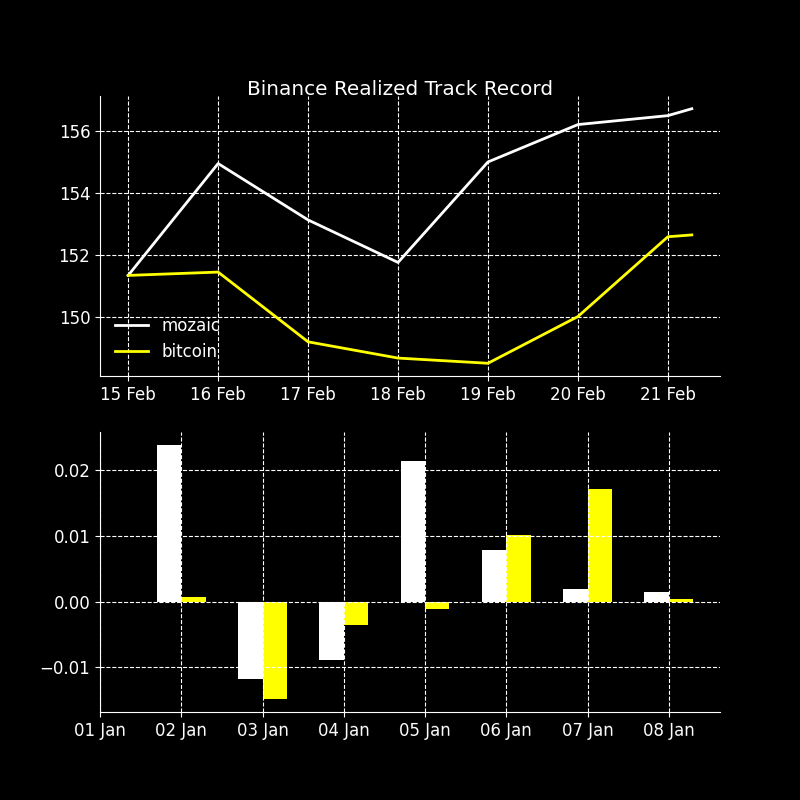 Binance Realized Track Record
156
154
152
150
mozaic
bitcoin
15 Feb 16 Feb 17 Feb 18 Feb 19 Feb 20 Feb 21 Feb
0.02
0.01
0.00
−0.01
01 Jan 02 Jan 03 Jan 04 Jan 05 Jan 06 Jan 07 Jan 08 Jan